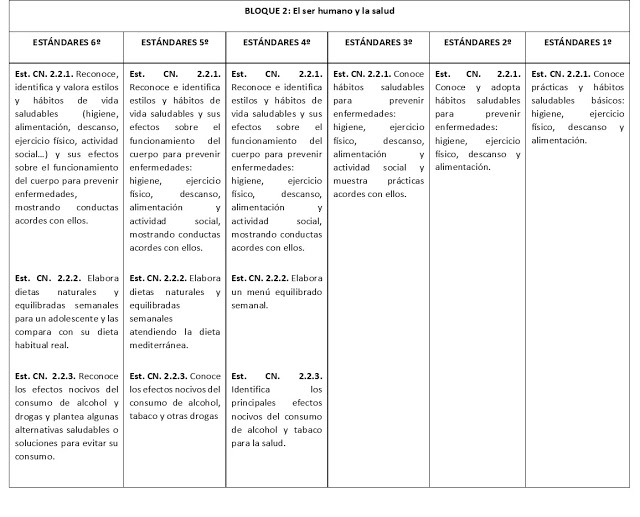 BLOQUE 2: El ser humano y la salud
ESTÁNDARES 6º
ESTÁNDARES 5º
ESTÁNDARES 4º
ESTÁNDARES 3º
ESTÁNDARES 2º
ESTÁNDARES 1º
Est. CN. 2.2.1. Reconoce,
identifica y valora estilos
y hábitos de vida
saludables (higiene,
alimentación, descanso,
ejercicio físico, actividad
social...) y sus efectos
sobre el funcionamiento
del cuerpo para prevenir
enfermedades,
mostrando conductas
acordes con ellos.
Est. CN. 2.2.1.
Reconoce e identifica
estilos y hábitos de
vida saludables y sus
efectos sobre el
funcionamiento del
cuerpo para prevenir
enfermedades:
higiene, ejercicio
físico, descanso,
alimentación y
actividad social,
mostrando conductas
acordes con ellos.
Est. CN. 2.2.1.
Reconoce e identifica
estilos y hábitos de
vida saludables y sus
efectos sobre el
funcionamiento del
cuerpo para prevenir
enfermedades:
higiene, ejercicio
físico, descanso,
alimentación y
actividad social,
mostrando conductas
acordes con ellos.
Est. CN. 2.2.1. Conoce
hábitos saludables
para prevenir
enfermedades:
higiene, ejercicio
físico, descanso,
alimentación y
actividad social y
muestra prácticas
acordes con ellos.
Est. CN. 2.2.1.
Conoce y adopta
hábitos saludables
para prevenir
enfermedades:
higiene, ejercicio
físico, descanso y
alimentación.
Est. CN. 2.2.1. Conoce
prácticas y hábitos
saludables básicos:
higiene, ejercicio
físico, descanso y
alimentación.
Est. CN. 2.2.2. Elabora
dietas naturales y
equilibradas semanales
para un adolescente y las
compara con su dieta
habitual real.
Est. CN. 2.2.2. Elabora
dietas naturales y
equilibradas
semanales
atendiendo la dieta
mediterránea.
Est. CN. 2.2.2. Elabora
un menú equilibrado
semanal.
Est. CN. 2.2.3. Reconoce
los efectos nocivos del
consumo de alcohol y
drogas y plantea algunas
alternativas saludables o
soluciones para evitar su
consumo.
Est. CN. 2.2.3. Conoce
los efectos nocivos del
consumo de alcohol,
tabaco y otras drogas
Est. CN. 2.2.3.
Identifica los
principales efectos
nocivos del consumo
de alcohol y tabaco
para la salud.